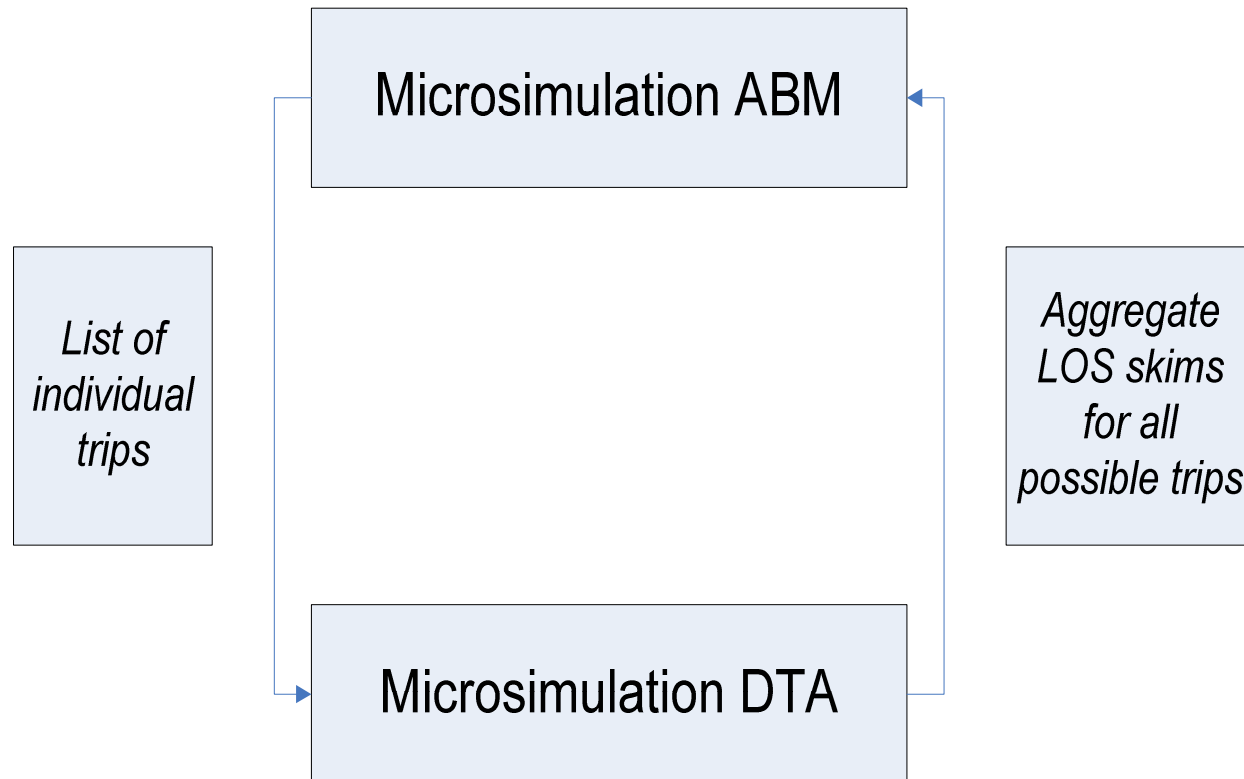 Microsimulation ABM
List of
individual
trips
Aggregate
LOS skims
for all
possible trips
Microsimulation DTA